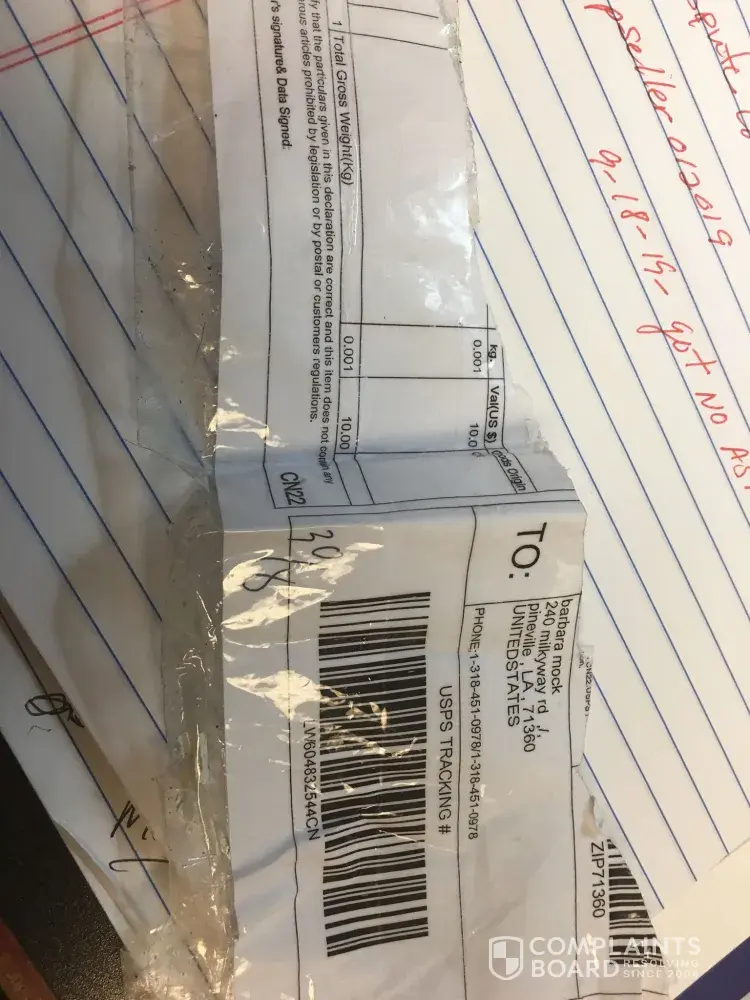 pseller012019
9-18-19- got NO
kg. Val(US $)
0.001 10.0
1 Total Gross Weight(Kg) 0.001 10.00
fy that the particulars given in this declaration are correct and this item does not contain any
rous articles prohibited by legislation or by postal or customers regulations.
r's signature& Data Signed:
CN22
TO:
barbara mock
240 milkyway rd ,/,
pineville , LA, 71360
UNITEDSTATES
PHONE:1-318-451-0978/1-318-451-0978
ZIP71360
USPS TRACKING #
LW604832544CN
COMPLAINTS
BOARD RESOLVING
SINCE 2004